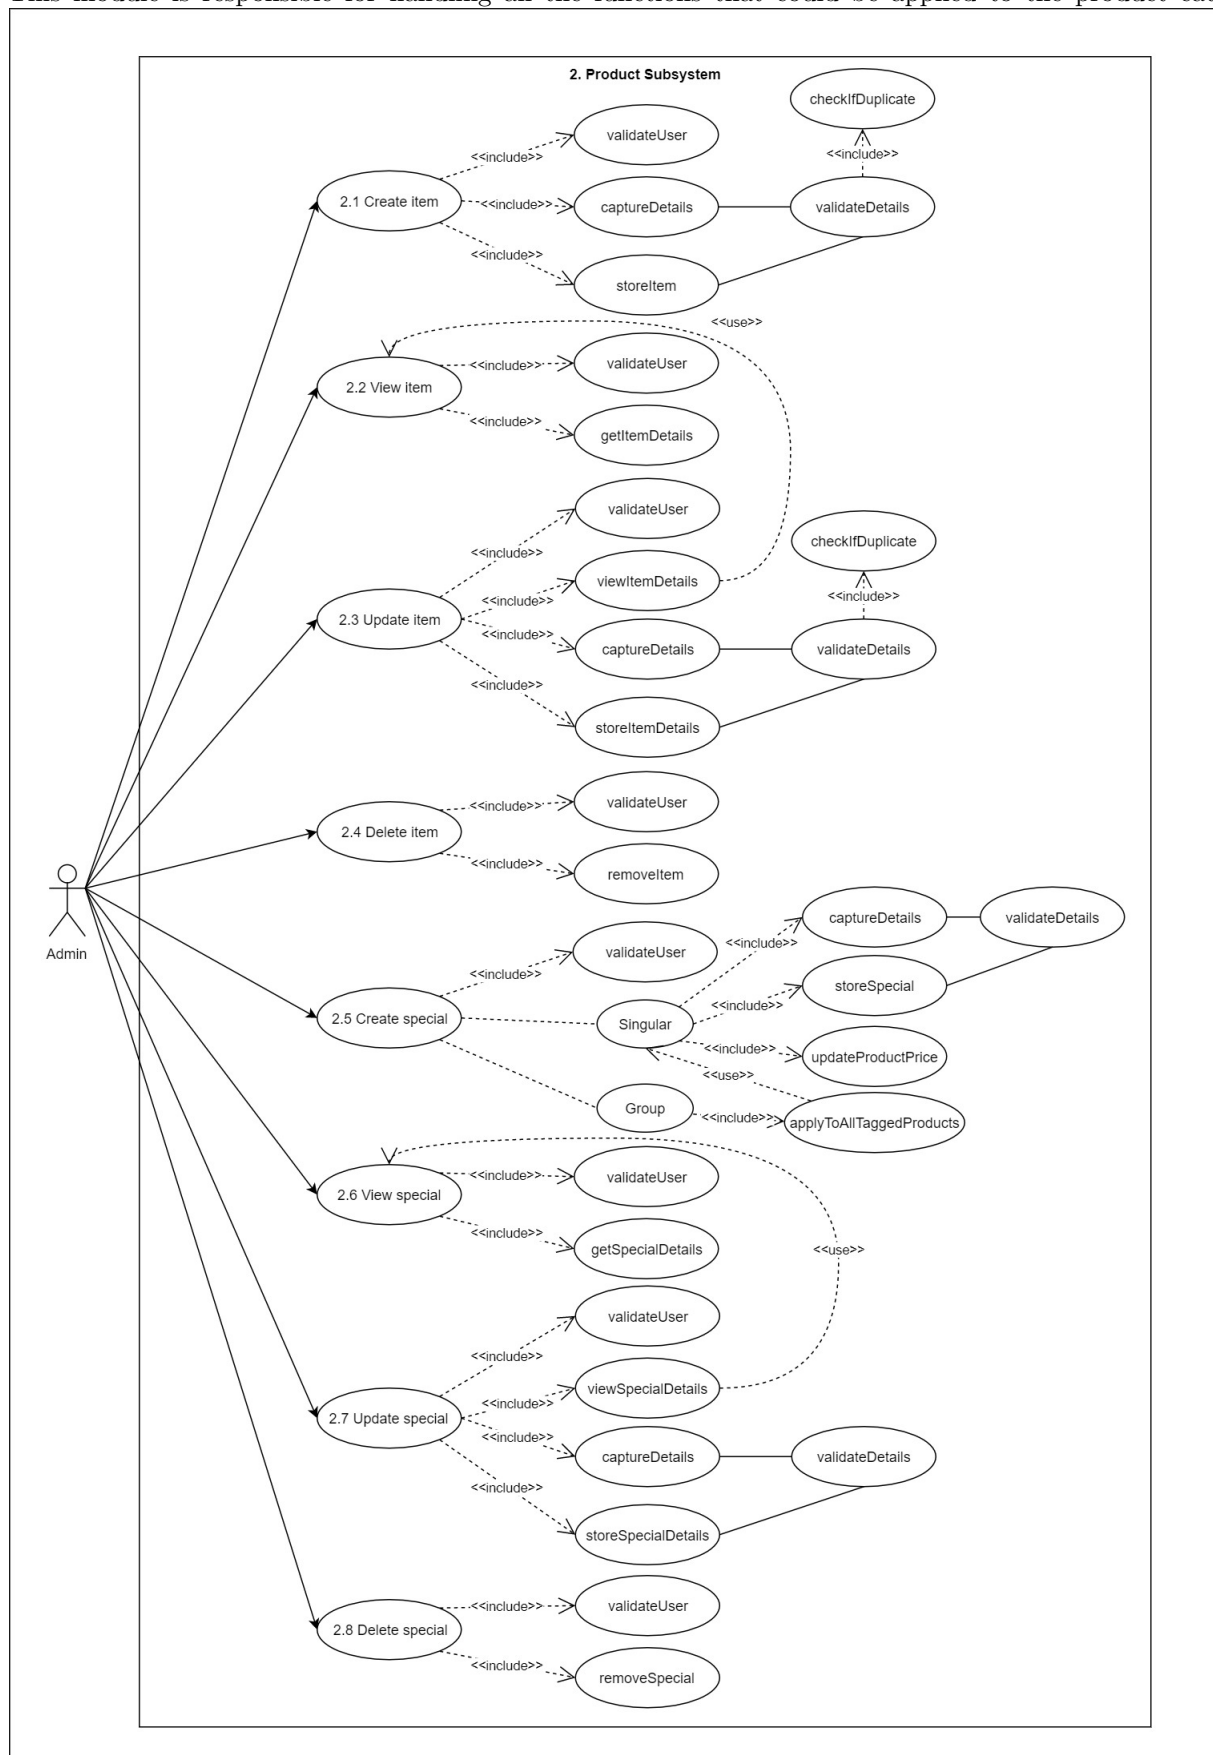 This module is responsible for handling all the functions that could be applied to the product
2. Product Subsystem
checkIfDuplicate
validateUser
<<include>>
<<include>>
2.1 Create item
<<include>>
captureDetails
validateDetails
<<include>>
storeItem
<<use>>
2.2 View item
<<include>>
validateUser
<<include>>
getItemDetails
validateUser
checkIfDuplicate
<<include>>
viewItemDetails
<<include>>
<<include>>
2.3 Update item
<<include>>
captureDetails
validateDetails
<<include>>
storeItemDetails
2.4 Delete item
<<include>>
validateUser
removeItem
<<include>>
Admin
captureDetails
validateDetails
<<include>>
validateUser
<<include>>
storeSpecial
<<include>>
2.5 Create special
Singular
<<include>>
updateProductPrice
<<use>>
Group
<<include>>
applyToAllTaggedProducts
2.6 View special
<<include>>
validateUser
<<include>>
getSpecialDetails
<<use>>
validateUser
<<include>>
viewSpecialDetails
<<include>>
2.7 Update special
<<include>>
captureDetails
validateDetails
<<include>>
storeSpecialDetails
2.8 Delete special
<<include>>
validateUser
<<include>>
removeSpecial